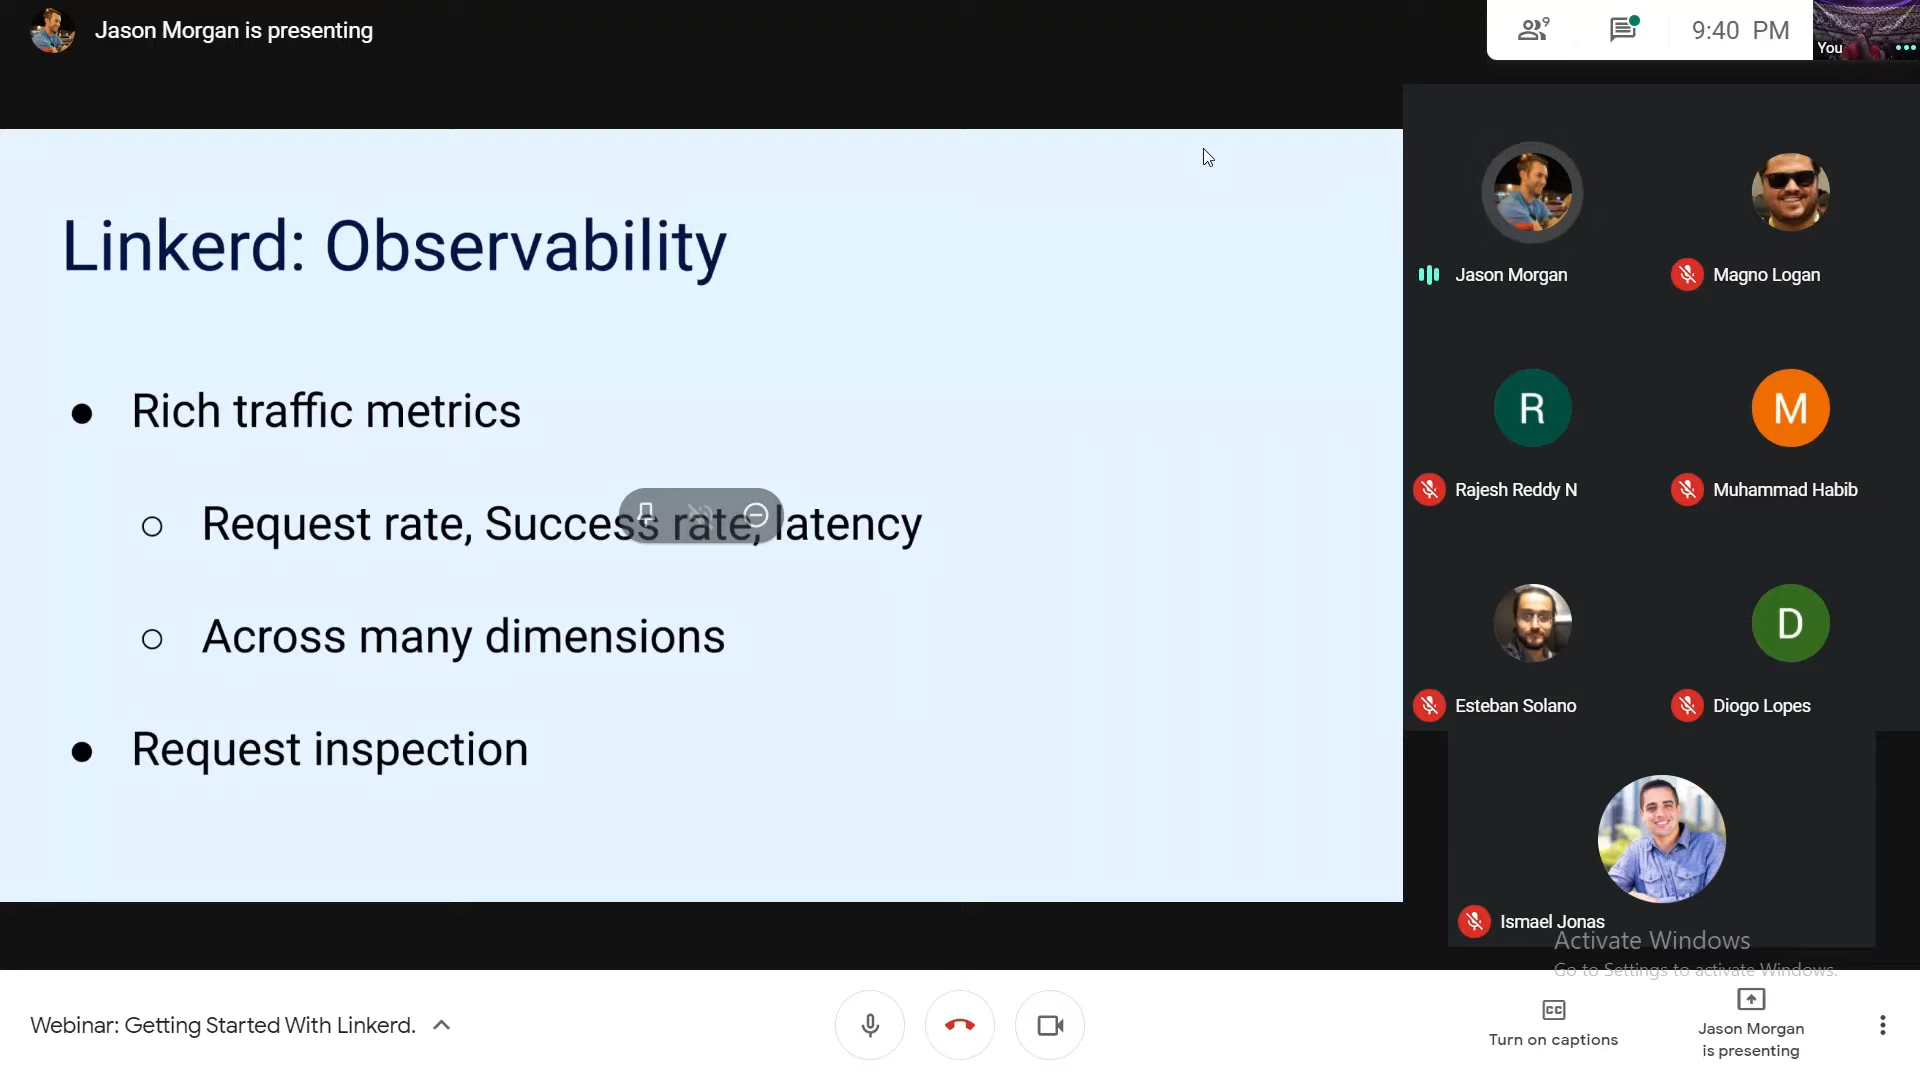 Jason Morgan is presenting
9
9:40 PM
You
Linkerd: Observability
● Rich traffic metrics
○ Request rate, Success rate, latency
○ Across many dimensions
● Request inspection
Jason Morgan
Magno Logan
R
M
Rajesh Reddy N
Muhammad Habib
D
Esteban Solano
Diogo Lopes
Ismael Jonas
Activate Windows
Go to Settings to activate Windows.
Webinar: Getting Started With Linkerd.
CC
Turn on captions
Jason Morgan
is presenting